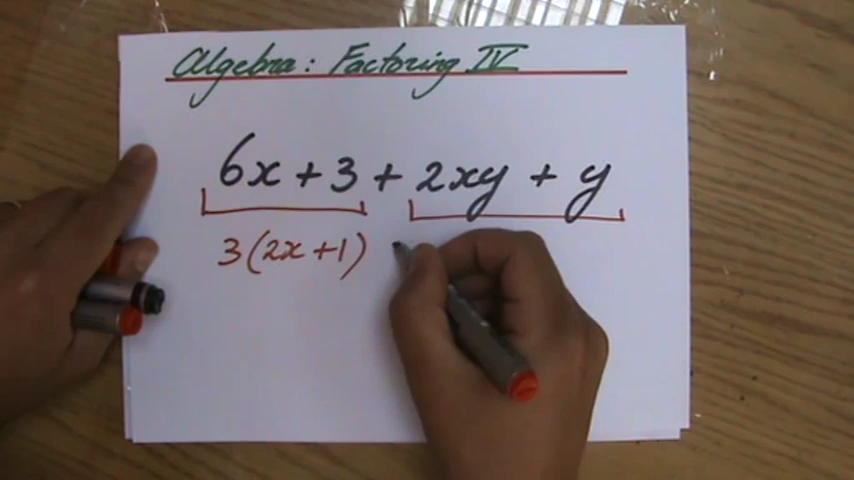 Algebra: Factoring IV
6x + 3 + 2xy + y
3(2x + 1)